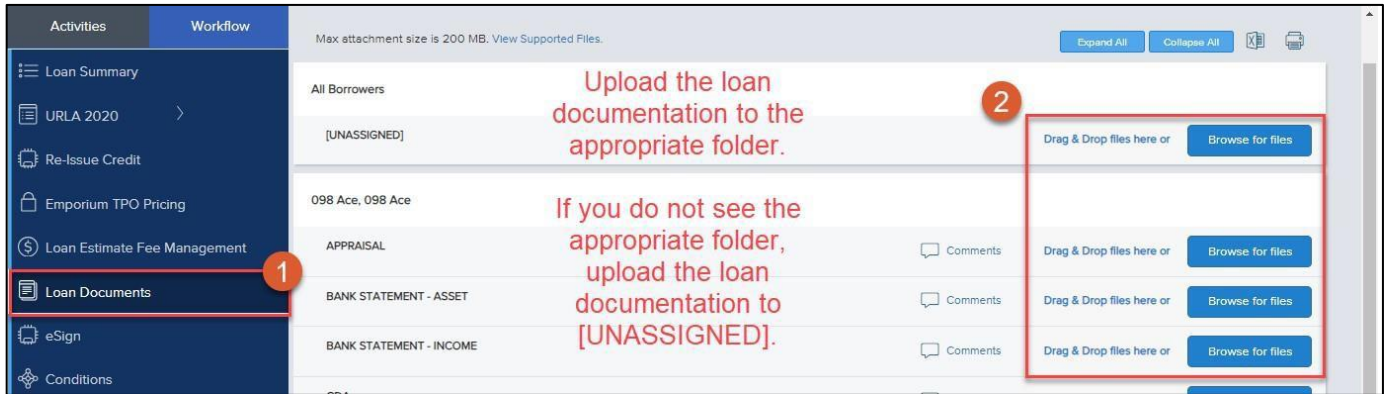 Activities
Workflow
Loan Summary
URLA 2020
Re-Issue Credit
Emporium TPO Pricing
Loan Estimate Fee Management
1
Loan Documents
eSign
Conditions
Max attachment size is 200 MB. View Supported Files.
Expand All
Collapse All
All Borrowers
[UNASSIGNED]
Upload the loan
documentation to the
appropriate folder.
2
Drag & Drop files here or
Browse for files
098 Ace, 098 Ace
If you do not see the
appropriate folder,
upload the loan
documentation to
[UNASSIGNED].
APPRAISAL
Comments
Drag & Drop files here or
Browse for files
BANK STATEMENT - ASSET
Comments
Drag & Drop files here or
Browse for files
BANK STATEMENT - INCOME
Comments
Drag & Drop files here or
Browse for files